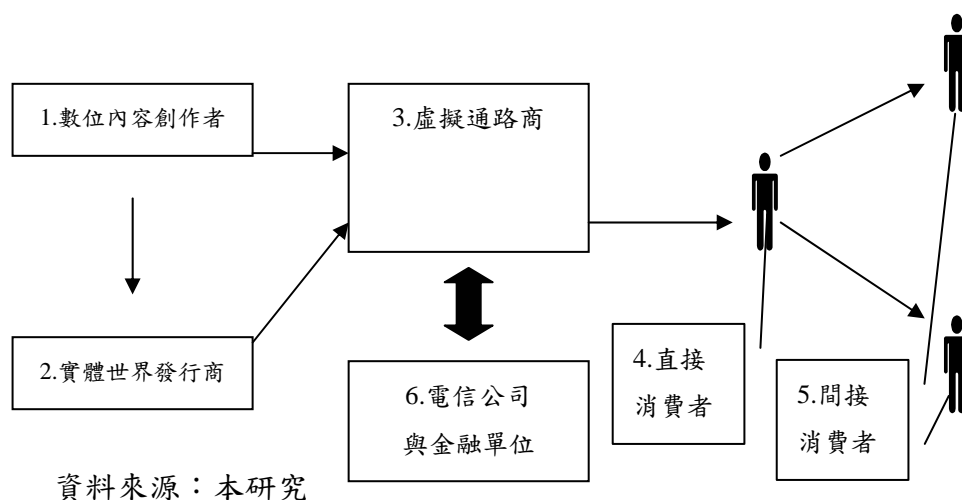 1.數位內容創作者
2.實體世界發行商
3.虛擬通路商
4.直接
消費者
5.間接
消費者
6.電信公司
與金融單位
資料來源：本研究